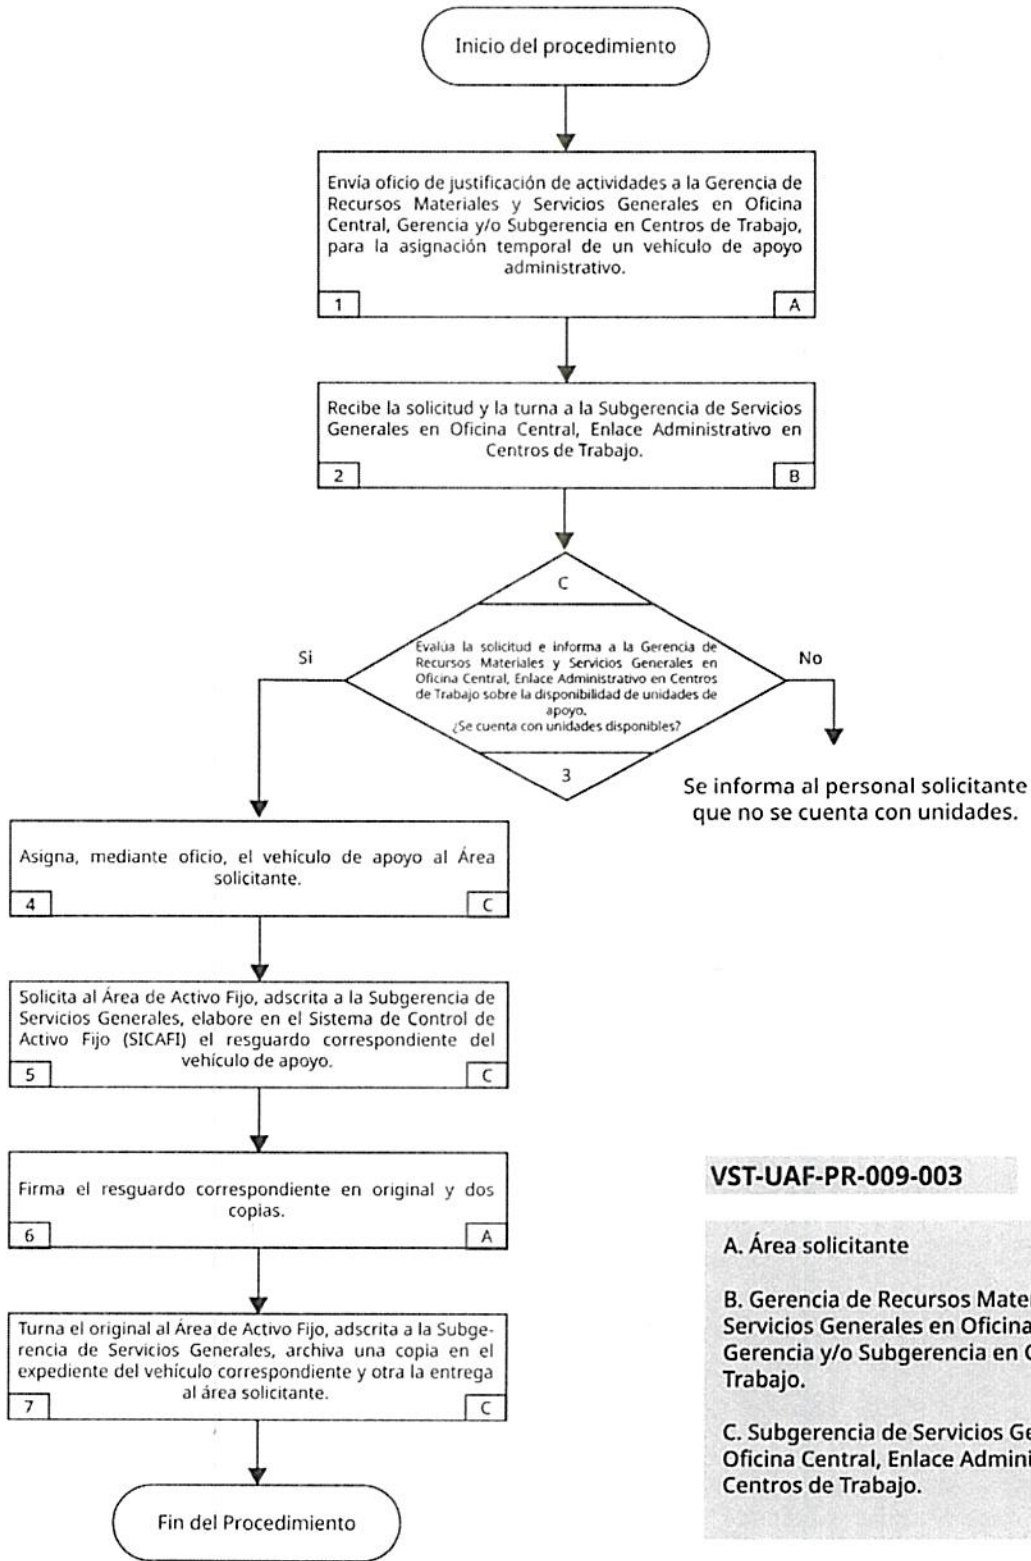 Inicio del procedimiento
Envía oficio de justificación de actividades a la Gerencia de
Recursos Materiales y Servicios Generales en Oficina
Central, Gerencia y/o Subgerencia en Centros de Trabajo,
para la asignación temporal de un vehículo de apoyo
administrativo.
1
A
Recibe la solicitud y la turna a la Subgerencia de Servicios
Generales en Oficina Central, Enlace Administrativo en
Centros de Trabajo.
2
B
C
Evalúa la solicitud e informa a la Gerencia de
Recursos Materiales y Servicios Generales en
Oficina Central, Enlace Administrativo en Centros
de Trabajo sobre la disponibilidad de unidades de
apoyo.
¿Se cuenta con unidades disponibles?
3
Si
No
Se informa al personal solicitante
que no se cuenta con unidades.
Asigna, mediante oficio, el vehículo de apoyo al Área
solicitante.
4
C
Solicita al Área de Activo Fijo, adscrita a la Subgerencia de
Servicios Generales, elabore en el Sistema de Control de
Activo Fijo (SICAFI) el resguardo correspondiente del
vehículo de apoyo.
5
C
Firma el resguardo correspondiente en original y dos
copias.
6
A
Turna el original al Área de Activo Fijo, adscrita a la Subge-
rencia de Servicios Generales, archiva una copia en el
expediente del vehículo correspondiente y otra la entrega
al área solicitante.
7
C
Fin del Procedimiento
VST-UAF-PR-009-003
A. Área solicitante
B. Gerencia de Recursos
Servicios Generales en Oficina
Gerencia y/o Subgerencia en
Trabajo.
C. Subgerencia de Servicios
Oficina Central, Enlace
Centros de Trabajo.